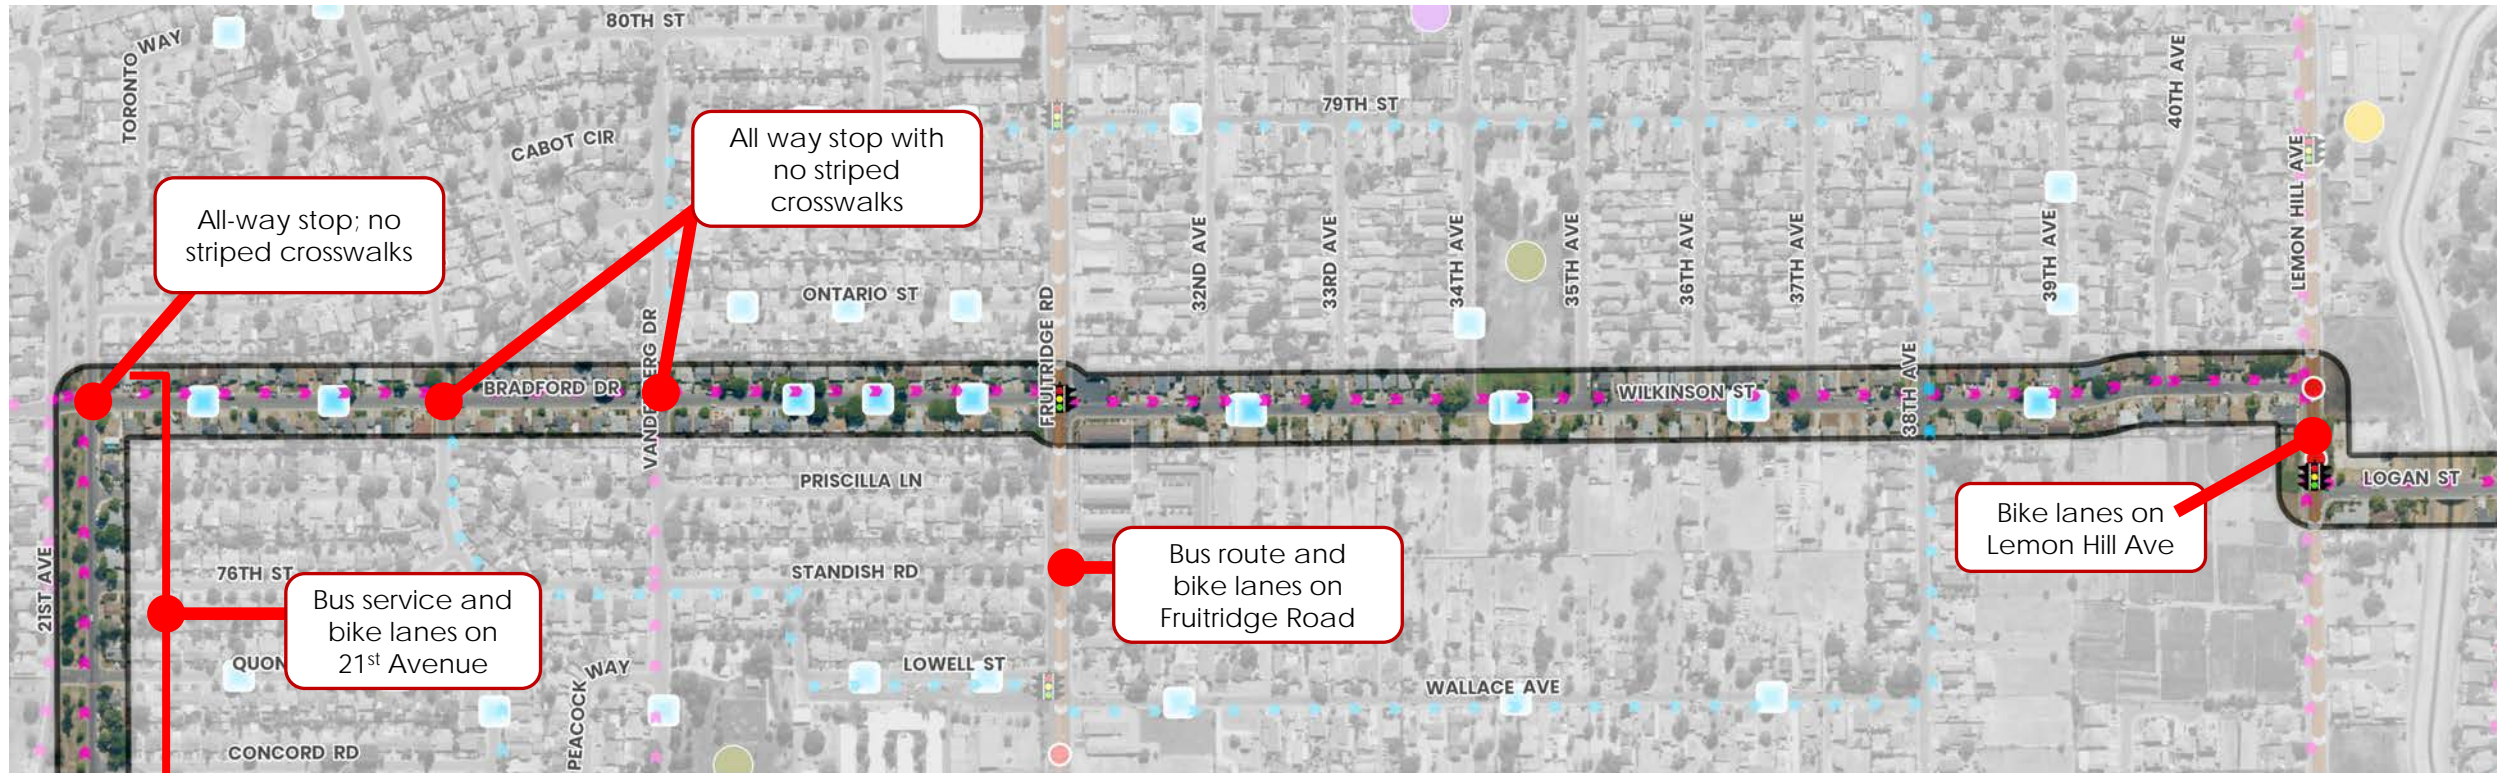 80TH ST
TORONTO WAY
CABOT CIR
79TH ST
40TH AVE
All way stop with
no striped
crosswalks
All-way stop; no
striped crosswalks
32ND AVE
33RD AVE
34TH AVE
35TH AVE
36TH AVE
37TH AVE
39TH AVE
LEMON HILL AVE
ONTARIO ST
FRUITRIDGE RD
VANDENBERG DR
BRADFORD DR
WILKINSON ST
38TH AVE
PRISCILLA LN
LOGAN ST
Bike lanes on
Lemon Hill Ave
21ST AVE
76TH ST
STANDISH RD
Bus route and
bike lanes on
Fruitridge Road
Bus service and
bike lanes on
21st Avenue
QUON
LOWELL ST
PEACOCK WAY
WALLACE AVE
CONCORD RD